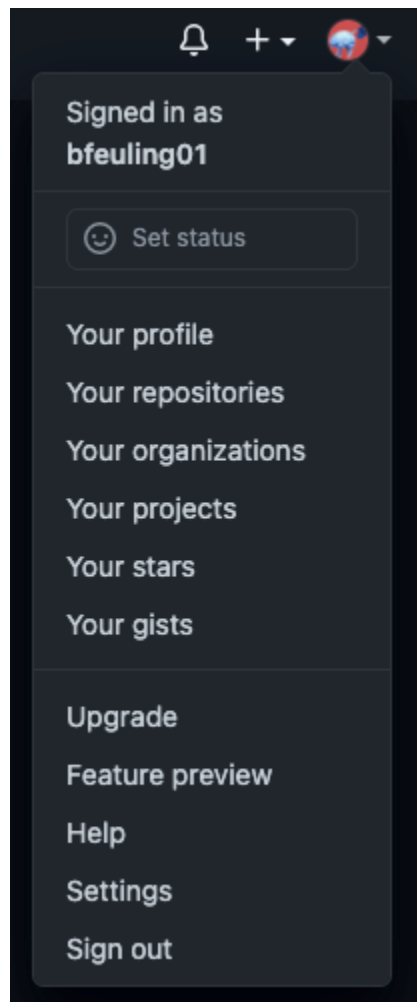 Signed in as
bfeuling01
Set status
Your profile
Your repositories
Your organizations
Your projects
Your stars
Your gists
Upgrade
Feature preview
Help
Settings
Sign out